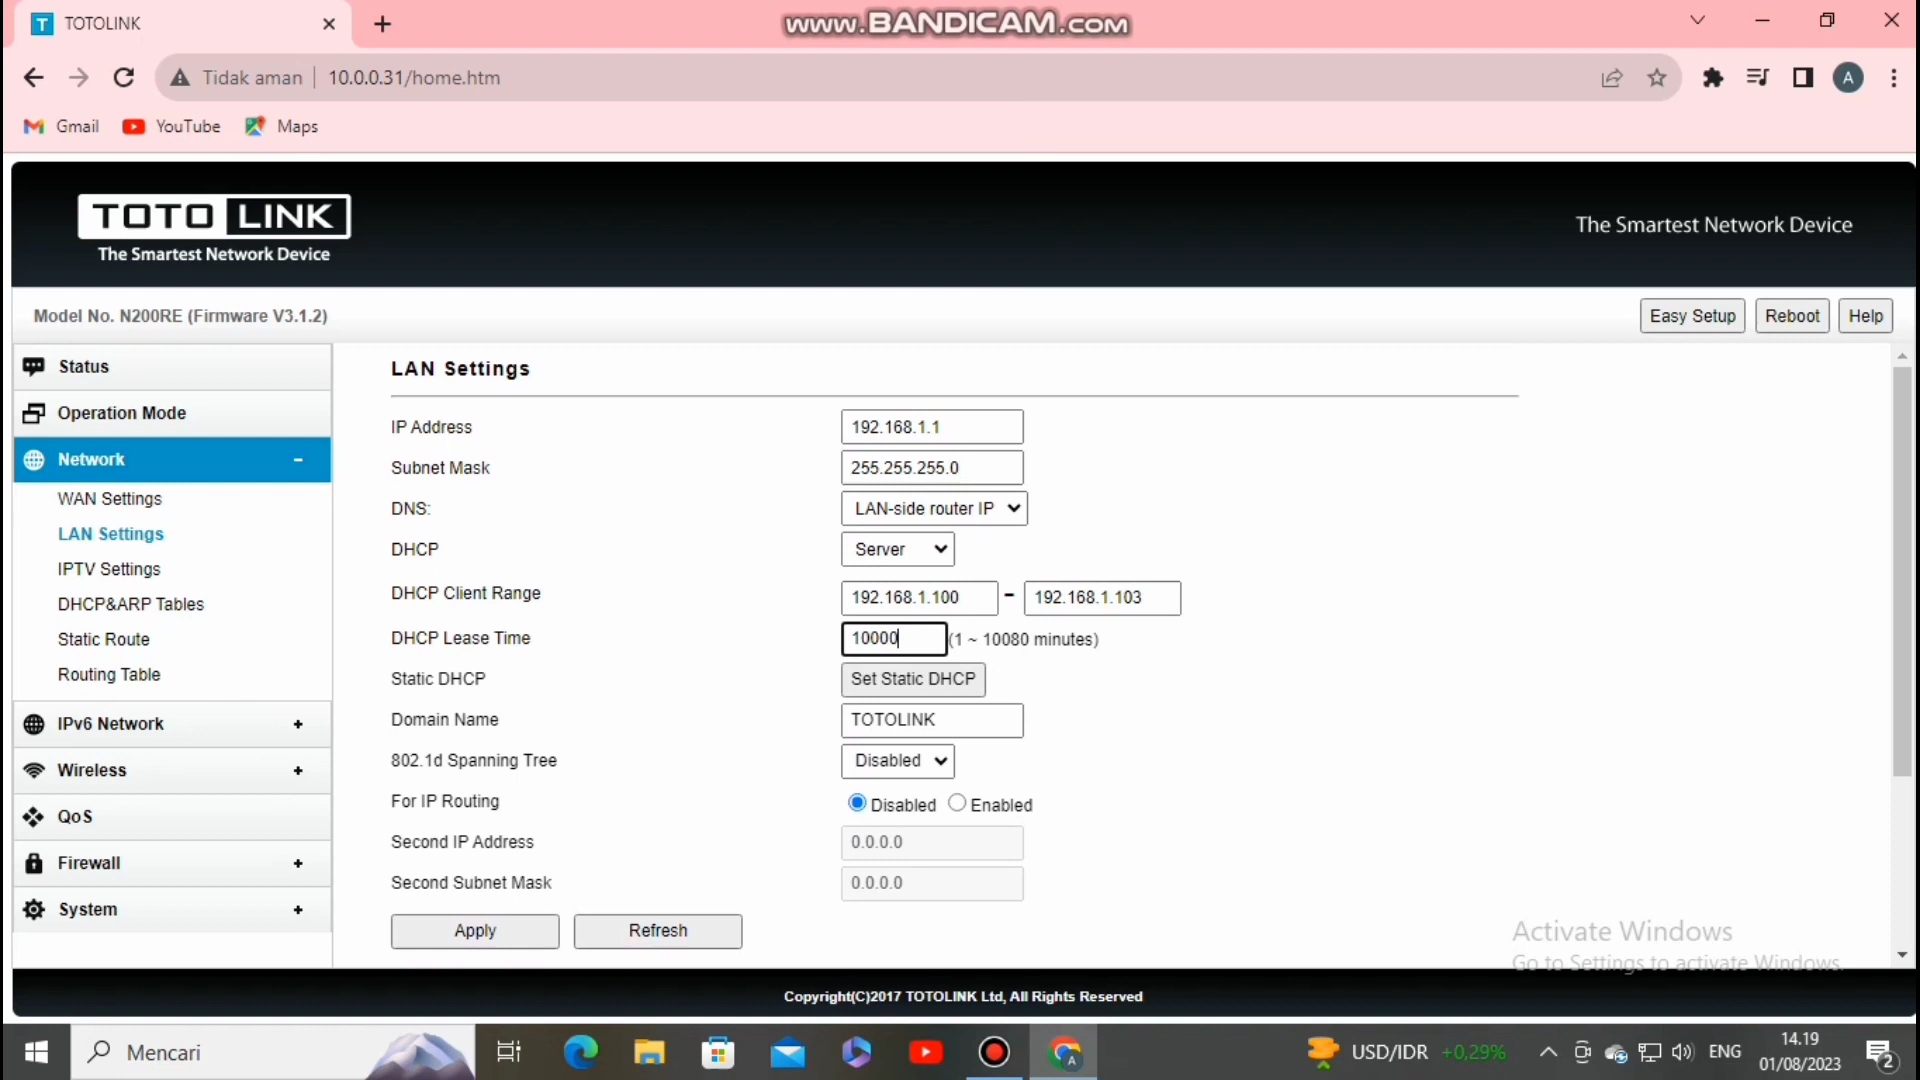 TOTOLINK
www.BANDICAM.com
Tidak aman
10.0.0.31/home.htm
A
Gmail
YouTube
Maps
TOTO LINK
The Smartest Network Device
The Smartest Network Device
Model No. N200RE (Firmware V3.1.2)
Easy Setup
Reboot
Help
Status
Operation Mode
Network -
WAN Settings
LAN Settings
IPTV Settings
DHCP&ARP Tables
Static Route
Routing Table
IPv6 Network +
Wireless +
QoS
Firewall +
System +
LAN Settings
IP Address 192.168.1.1
Subnet Mask 255.255.255.0
DNS: LAN-side router IP
DHCP Server
DHCP Client Range 192.168.1.100 - 192.168.1.103
DHCP Lease Time 10000 (1 ~ 10080 minutes)
Static DHCP Set Static DHCP
Domain Name TOTOLINK
802.1d Spanning Tree Disabled
For IP Routing Disabled Enabled
Second IP Address 0.0.0.0
Second Subnet Mask 0.0.0.0
Apply Refresh
Activate Windows
Go to Settings to activate Windows.
Copyright(C)2017 TOTOLINK Ltd, All Rights Reserved
Mencari
A
USD/IDR +0,29%
ENG
14.19
01/08/2023
2